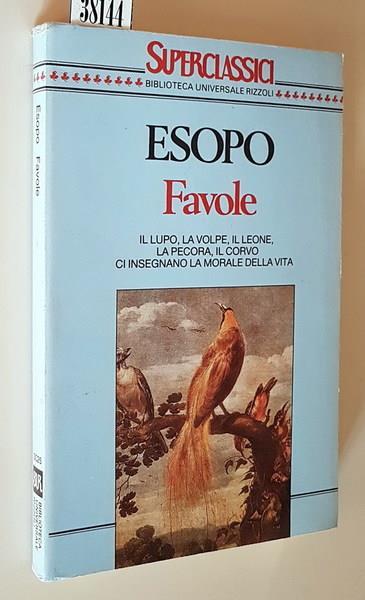 38144
SUPERCLASSICI
BIBLIOTECA UNIVERSALE RIZZOLI
ESOPO
Favole
IL LUPO, LA VOLPE, IL LEONE,
LA PECORA, IL CORVO
CI INSEGNANO LA MORALE DELLA VITA
Esopo Favole
BUR
BIBLIOTECA